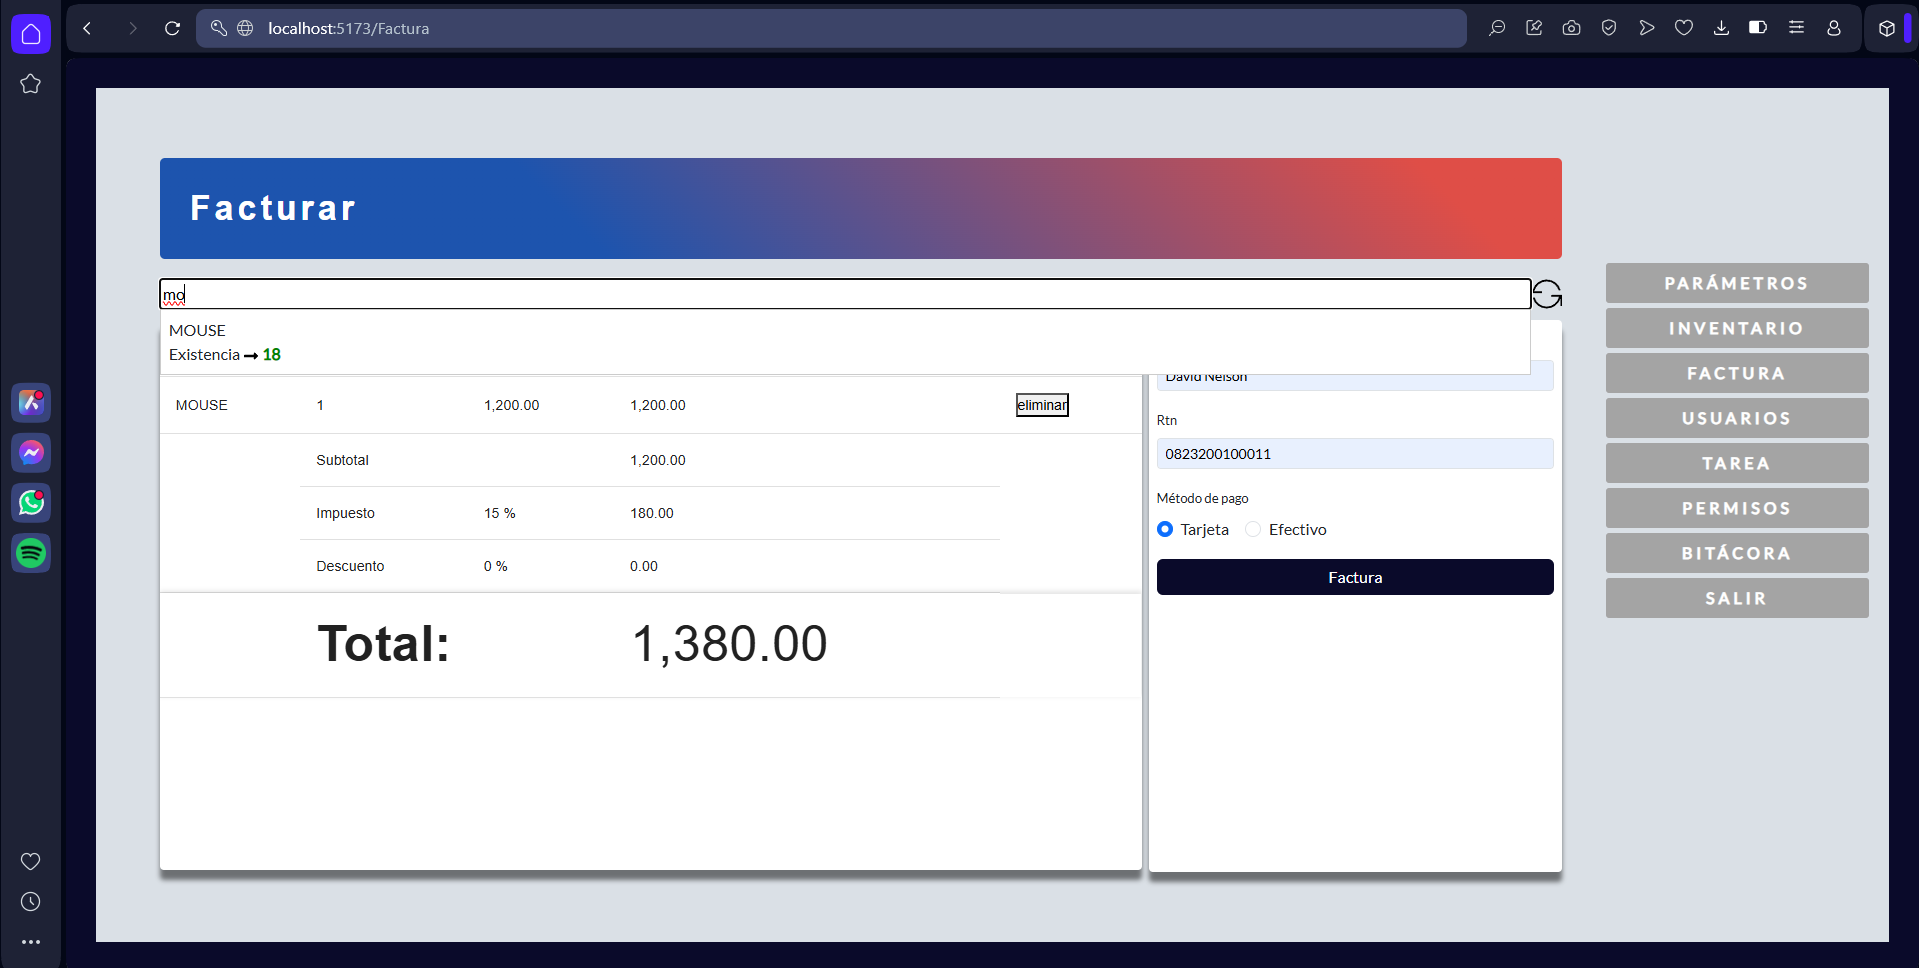 localhost:5173/Factura
Facturar
mo
MOUSE
Existencia → 18
David Nelson
MOUSE 1 1,200.00 1,200.00 eliminar
Subtotal 1,200.00
Impuesto 15 % 180.00
Descuento 0 % 0.00
Total: 1,380.00
Rtn
0823200100011
Método de pago
Tarjeta Efectivo
Factura
PARÁMETROS
INVENTARIO
FACTURA
USUARIOS
TAREA
PERMISOS
BITÁCORA
SALIR